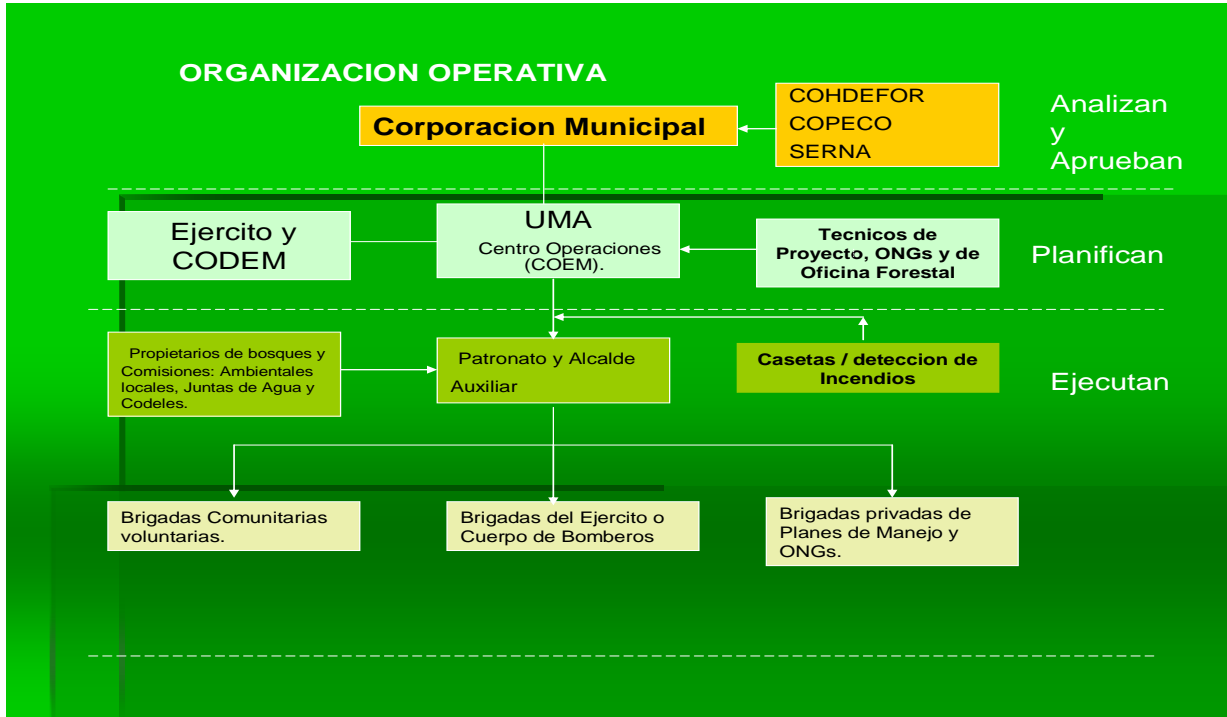 ORGANIZACION OPERATIVA
Corporacion Municipal
COHDEFOR
COPECO
SERNA
Analizan
y
Aprueban
Ejercito y
CODEM
UMA
Centro Operaciones
(COEM).
Tecnicos de
Proyecto, ONGs y de
Oficina Forestal
Planifican
Propietarios de bosques y
Comisiones: Ambientales
locales, Juntas de Agua y
Codeles.
Patronato y Alcalde
Auxiliar
Casetas / deteccion de
Incendios
Ejecutan
Brigadas Comunitarias
voluntarias.
Brigadas del Ejercito o
Cuerpo de Bomberos
Brigadas privadas de
Planes de Manejo y
ONGs.